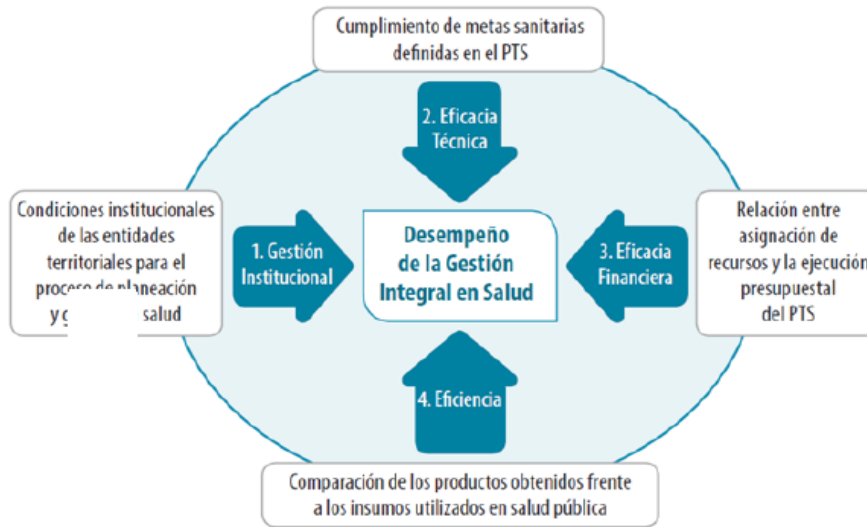 Cumplimiento de metas sanitarias
definidas en el PTS
2. Eficacia
Técnica
Condiciones institucionales
de las entidades
territoriales para el
proceso de planeación
y salud
1. Gestión
Institucional
Desempeño
de la Gestión
Integral en Salud
3. Eficacia
Financiera
Relación entre
asignación de
recursos y la ejecución
presupuestal
del PTS
4. Eficiencia
Comparación de los productos obtenidos frente
a los insumos utilizados en salud pública